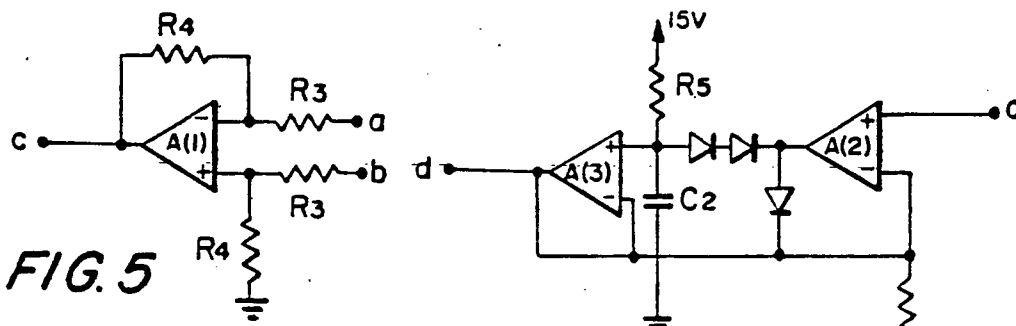 R4
R3
c
A(1)
-
+
a
b
R3
R4
FIG. 5
15V
R5
d
A(3)
+
-
C2
A(2)
+
-